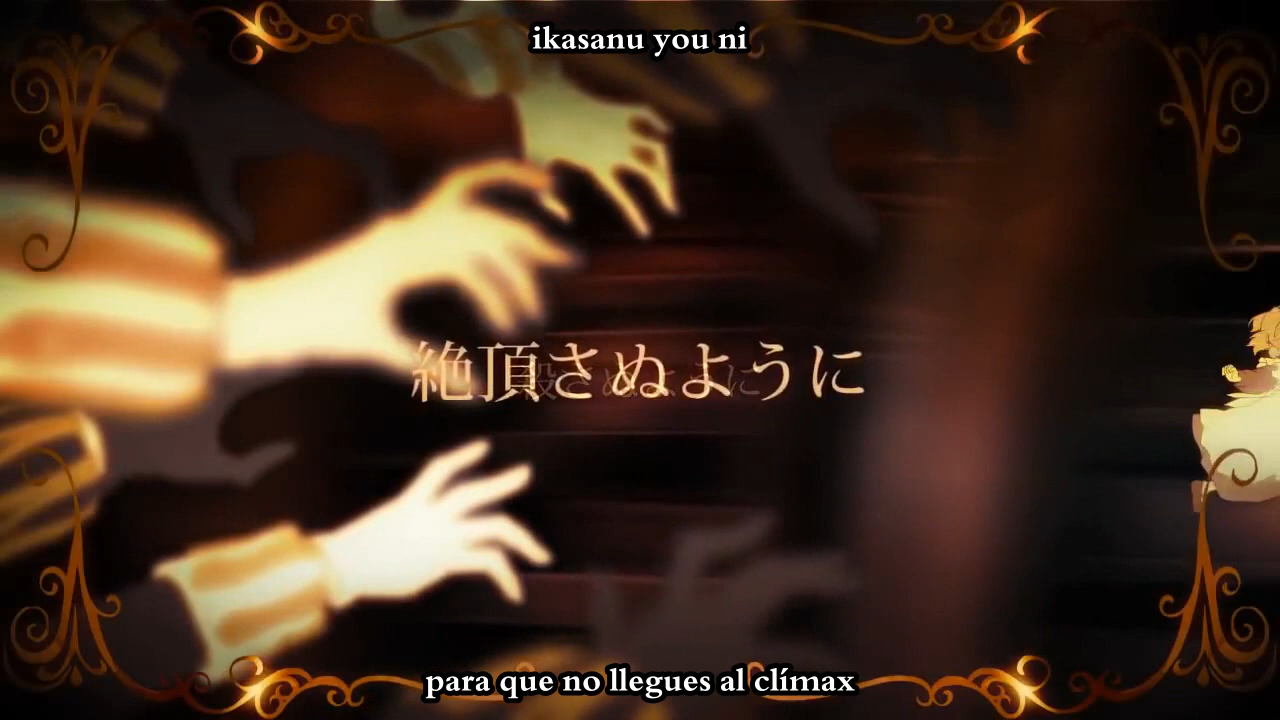 ikasanu you ni
絶頂さぬように
para que no llegues al clímax